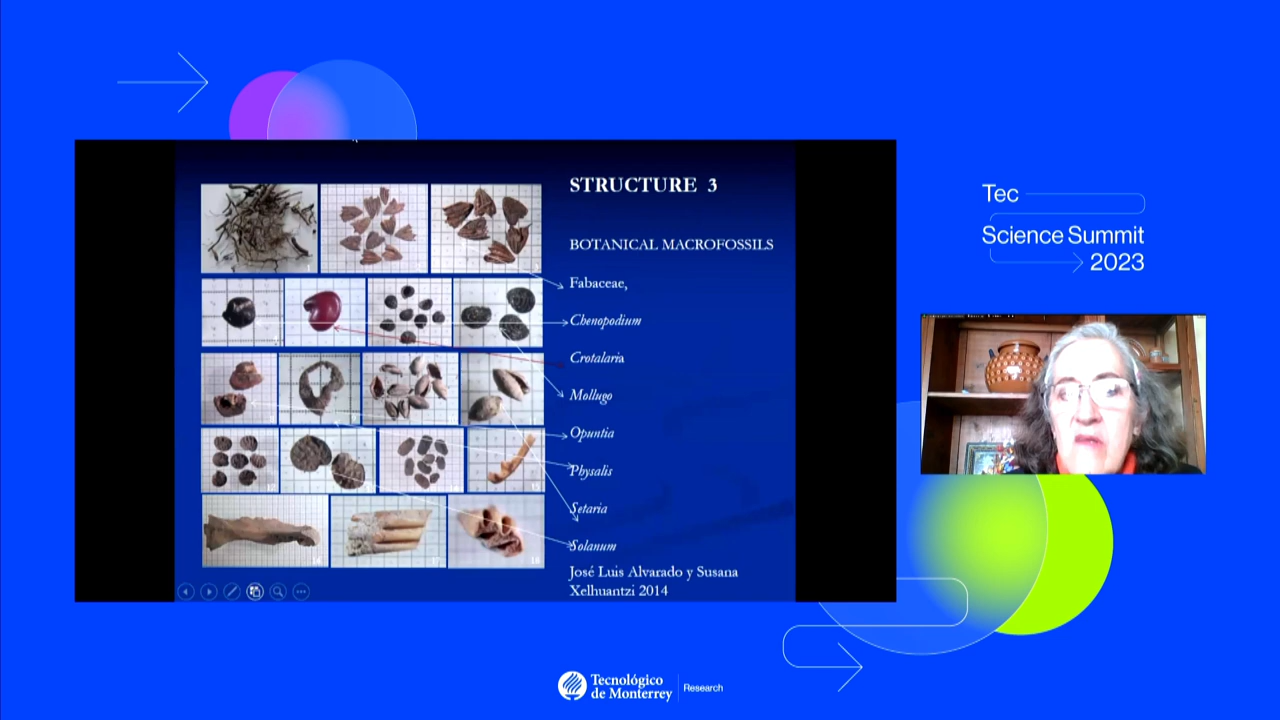 STRUCTURE 3
BOTANICAL MACROFOSSILS
Fabaceae,
Chenopodium
Crotalaria
Mollugo
Opuntia
Physalis
Setaria
Solanum
José Luis Alvarado y Susana
Xelhuantzi 2014
Tec
Science Summit
2023
Tecnológico
de Monterrey
Research